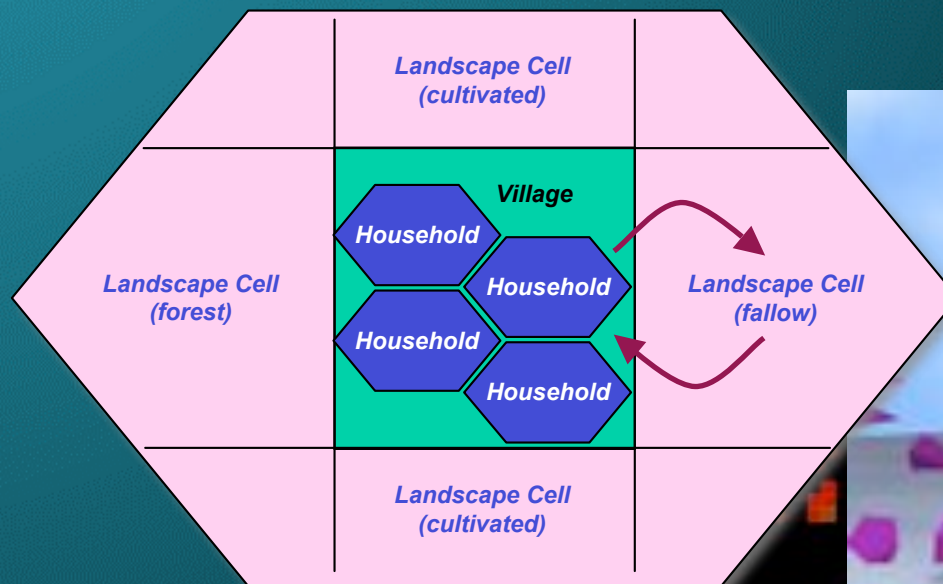 Landscape Cell
(cultivated)
Village
Household
Household
Landscape Cell
(forest)
Landscape Cell
(fallow)
Household
Household
Landscape Cell
(cultivated)